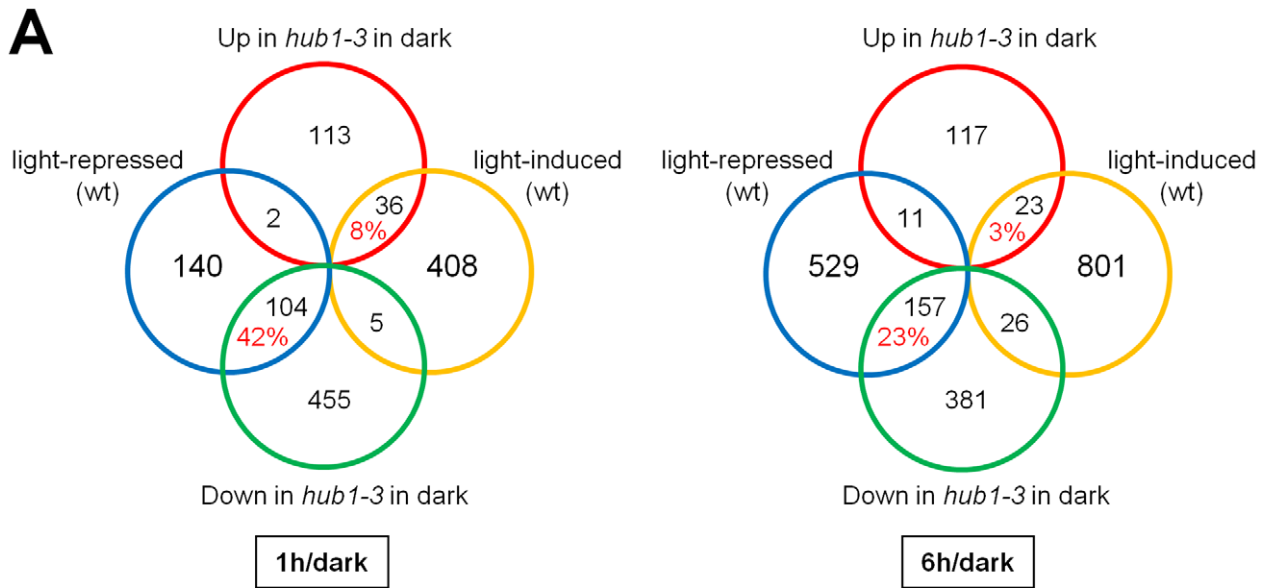 A
Up in hub1-3 in dark
113
light-repressed
(wt)
light-induced
(wt)
2
36
8%
140
408
104
42%
5
455
Down in hub1-3 in dark
1h/dark
Up in hub1-3 in dark
117
light-repressed
(wt)
light-induced
(wt)
11
23
3%
529
801
157
23%
26
381
Down in hub1-3 in dark
6h/dark